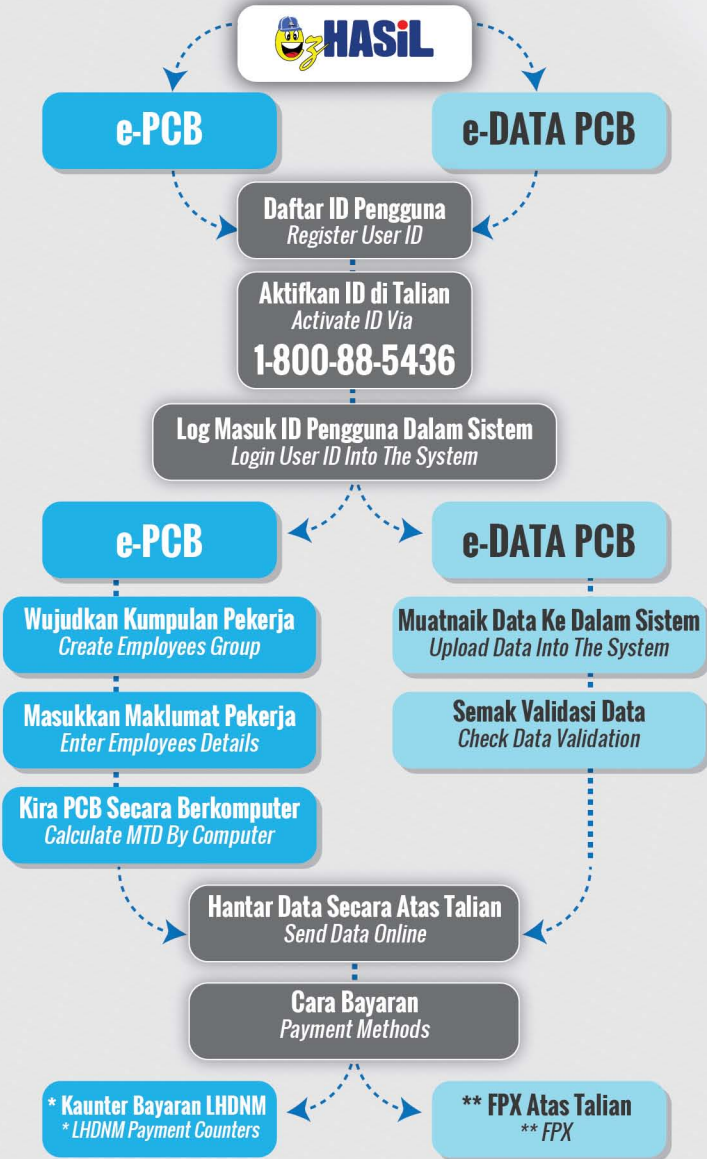 ezHASiL
e-PCB
e-DATA PCB
Daftar ID Pengguna
Register User ID
Aktifkan ID di Talian
Activate ID Via
1-800-88-5436
Log Masuk ID Pengguna Dalam Sistem
Login User ID Into The System
e-PCB
Wujudkan Kumpulan Pekerja
Create Employees Group
Masukkan Maklumat Pekerja
Enter Employees Details
Kira PCB Secara Berkomputer
Calculate MTD By Computer
e-DATA PCB
Muatnaik Data Ke Dalam Sistem
Upload Data Into The System
Semak Validasi Data
Check Data Validation
Hantar Data Secara Atas Talian
Send Data Online
Cara Bayaran
Payment Methods
* Kaunter Bayaran LHDNM
* LHDNM Payment Counters
** FPX Atas Talian
** FPX